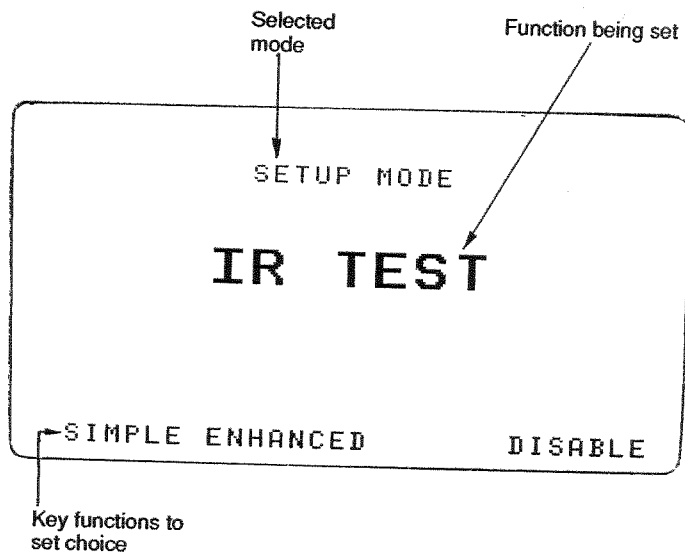 Selected
mode
Function being set
SETUP MODE
IR TEST
SIMPLE ENHANCED DISABLE
Key functions to
set choice